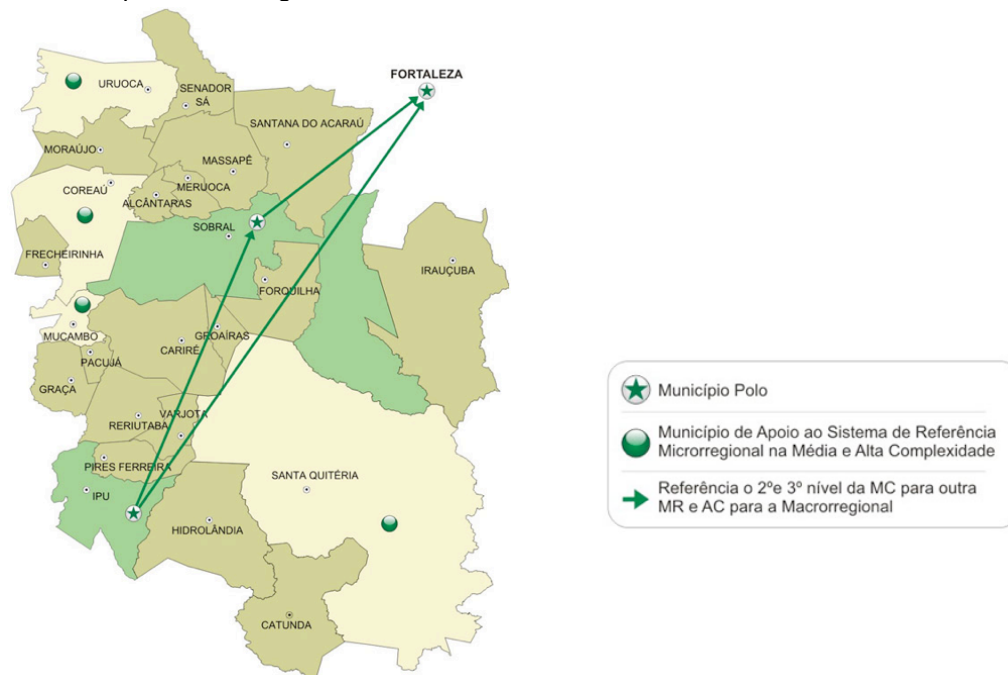 FORTALEZA
URUOCA
SENADOR
SÁ
SANTANA DO ACARAÚ
MORAÚJO
MASSAPÊ
COREAÚ
MERUOCA
ALCÂNTARAS
SOBRAL
FRECHEIRINHA
IRAUÇUBA
FORQUILHA
MUCAMBO
GROAÍRAS
CARIRÉ
PACUJÁ
GRAÇA
VARJOTA
RERIUTABA
PIRES FERREIRA
IPU
SANTA QUITÉRIA
HIDROLÂNDIA
CATUNDA
Município Polo
Município de Apoio ao Sistema de Referência
Microrregional na Média e Alta Complexidade
Referência o 2ºe 3º nível da MC para outra
MR e AC para a Macrorregional